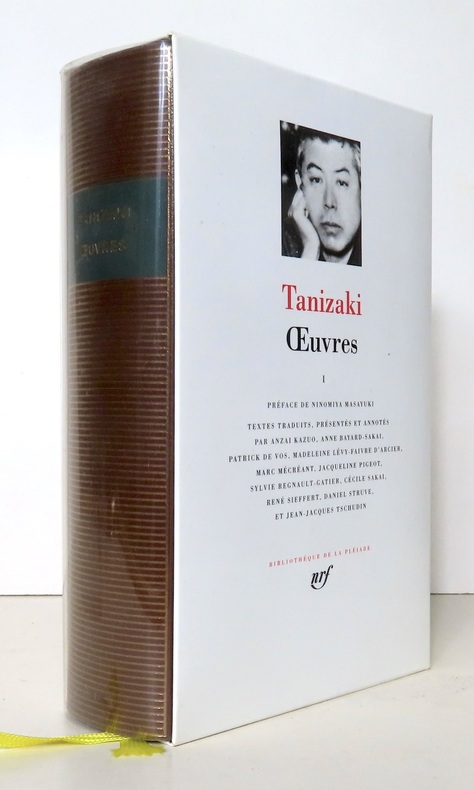 TANIZAKI
ŒUVRES
Tanizaki
Œuvres
I
PRÉFACE DE NINOMIYA MASAYUKI
TEXTES TRADUITS, PRÉSENTÉS ET ANNOTÉS
PAR ANZAI KAZUO, ANNE BAYARD-SAKAI,
PATRICK DE VOS, MADELEINE LÉVY-FAIVRE D'ARCIER,
MARC MÉCRÉANT, JACQUELINE PIGEOT,
SYLVIE REGNAULT-GATIER, CÉCILE SAKAI,
RENÉ SIEFFERT, DANIEL STRUVE,
ET JEAN-JACQUES TSCHUDIN
BIBLIOTHÈQUE DE LA PLÉIADE
nrf